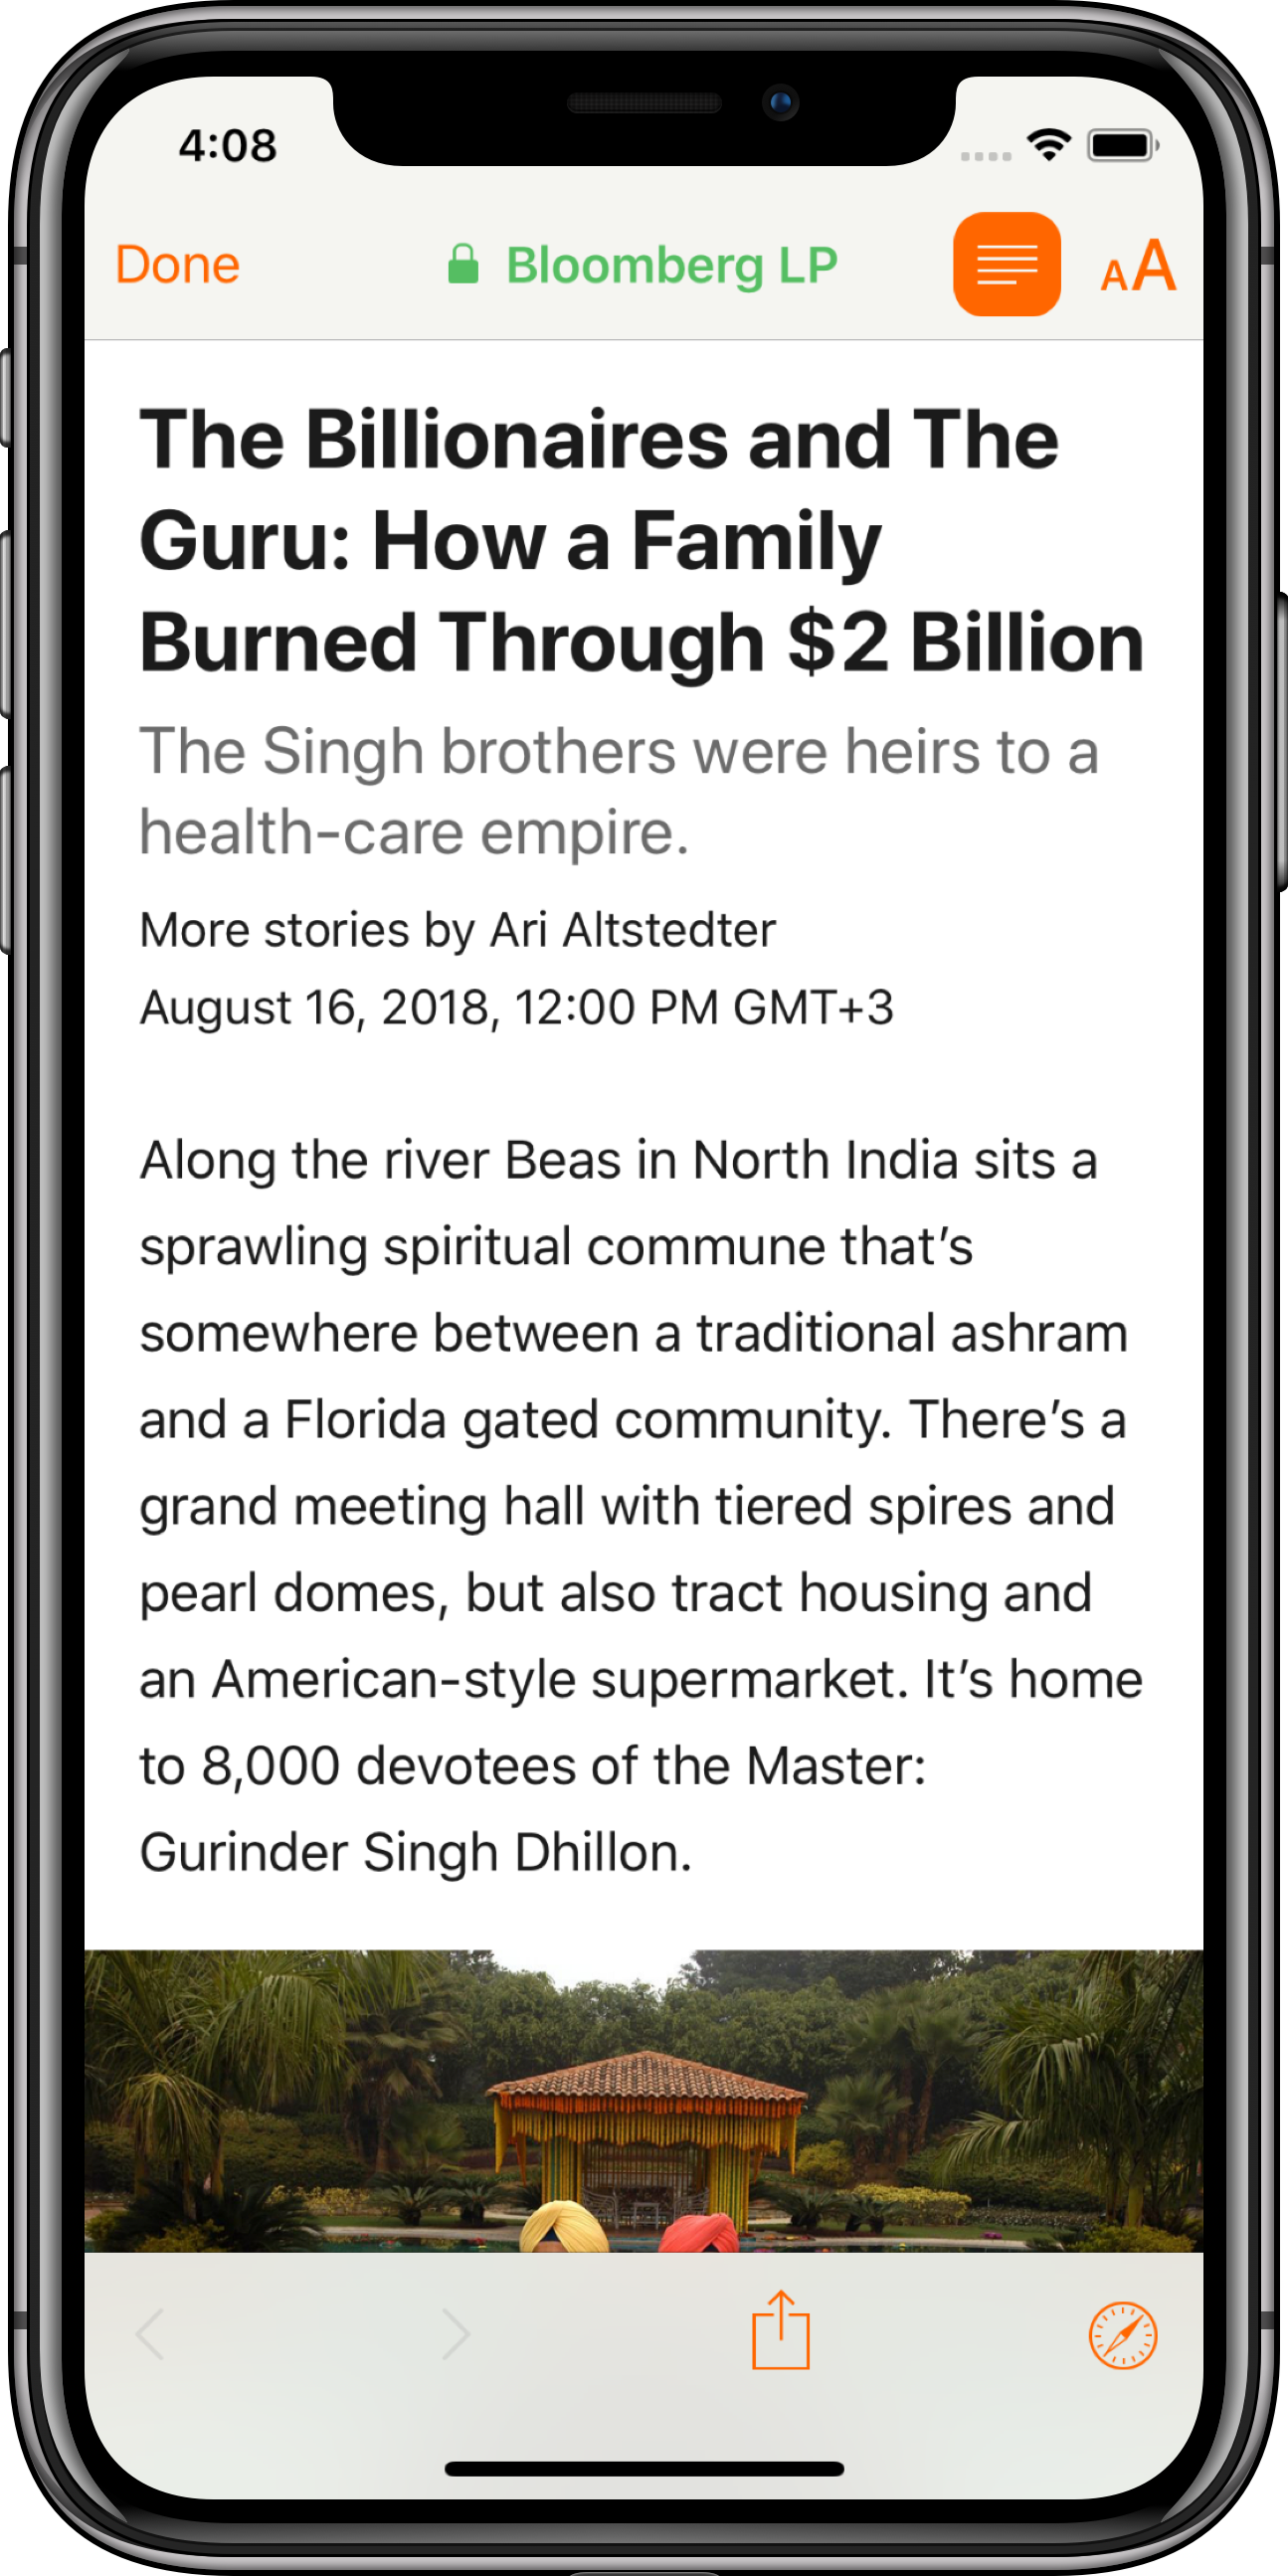 4:08
Done
Bloomberg LP
AA
The Billionaires and The
Guru: How a Family
Burned Through $2 Billion
The Singh brothers were heirs to a
health-care empire.
More stories by Ari Altstedter
August 16, 2018, 12:00 PM GMT+3
Along the river Beas in North India sits a
sprawling spiritual commune that’s
somewhere between a traditional ashram
and a Florida gated community. There’s a
grand meeting hall with tiered spires and
pearl domes, but also tract housing and
an American-style supermarket. It’s home
to 8,000 devotees of the Master:
Gurinder Singh Dhillon.